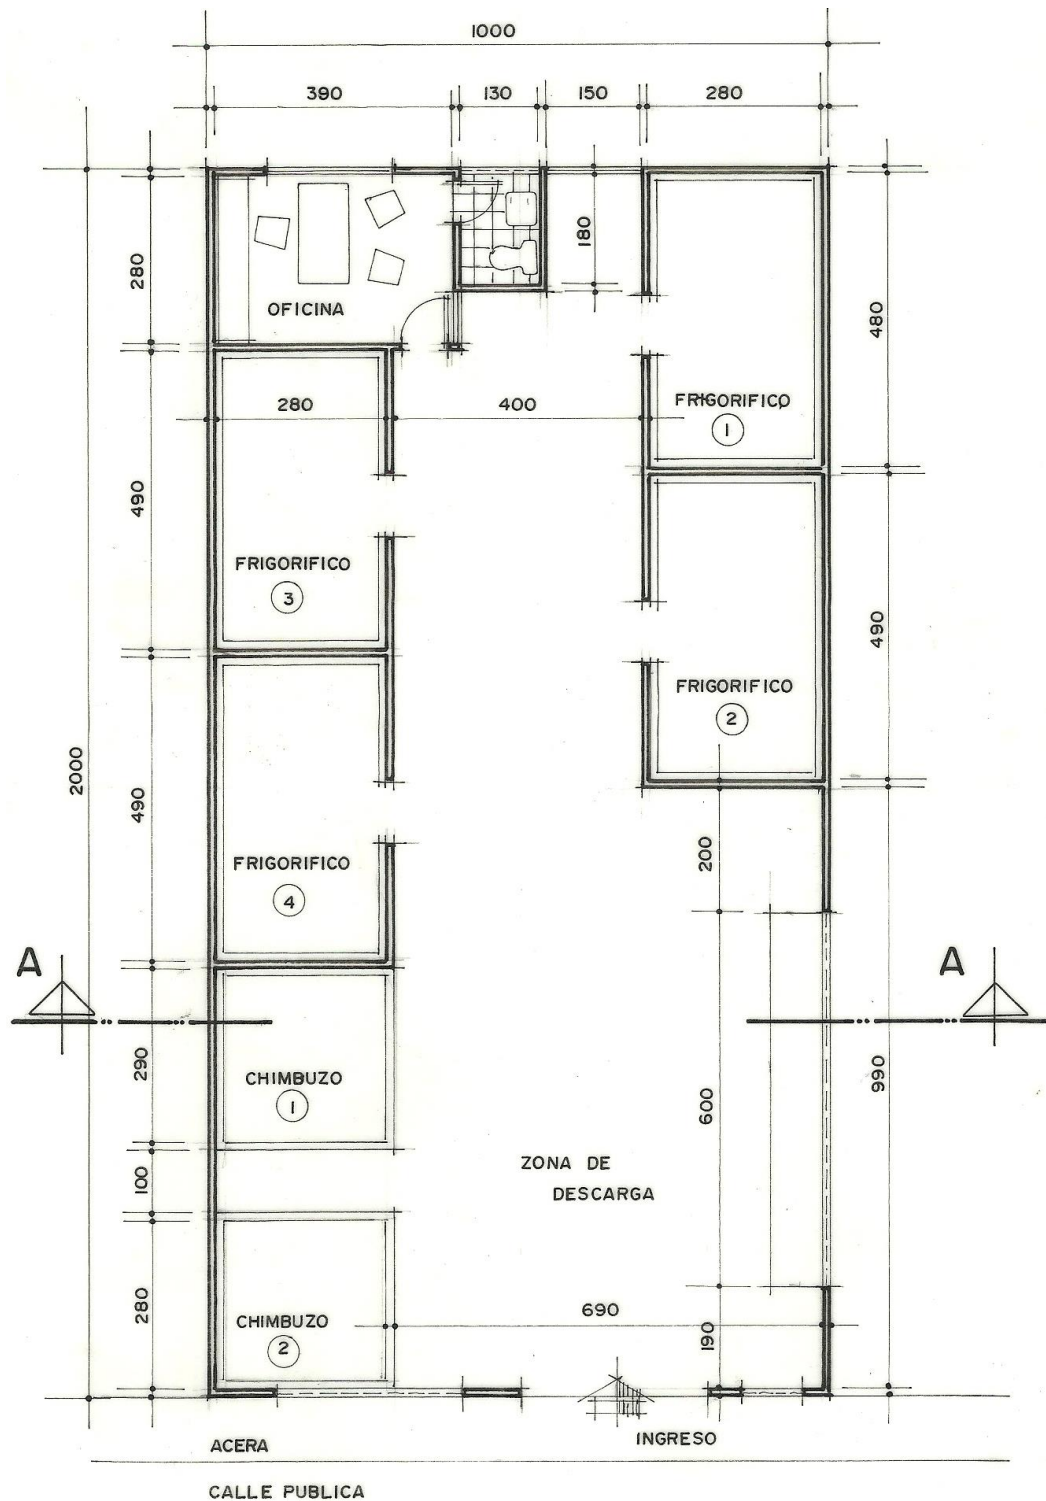 1000
390
130
150
280
280
180
480
OFICINA
280
400
FRIGORIFICO
1
490
FRIGORIFICO
3
490
FRIGORIFICO
2
2000
490
200
FRIGORIFICO
4
A
A
290
CHIMBUZO
1
600
990
ZONA DE
DESCARGA
100
280
690
CHIMBUZO
2
190
ACERA
INGRESO
CALLE PUBLICA